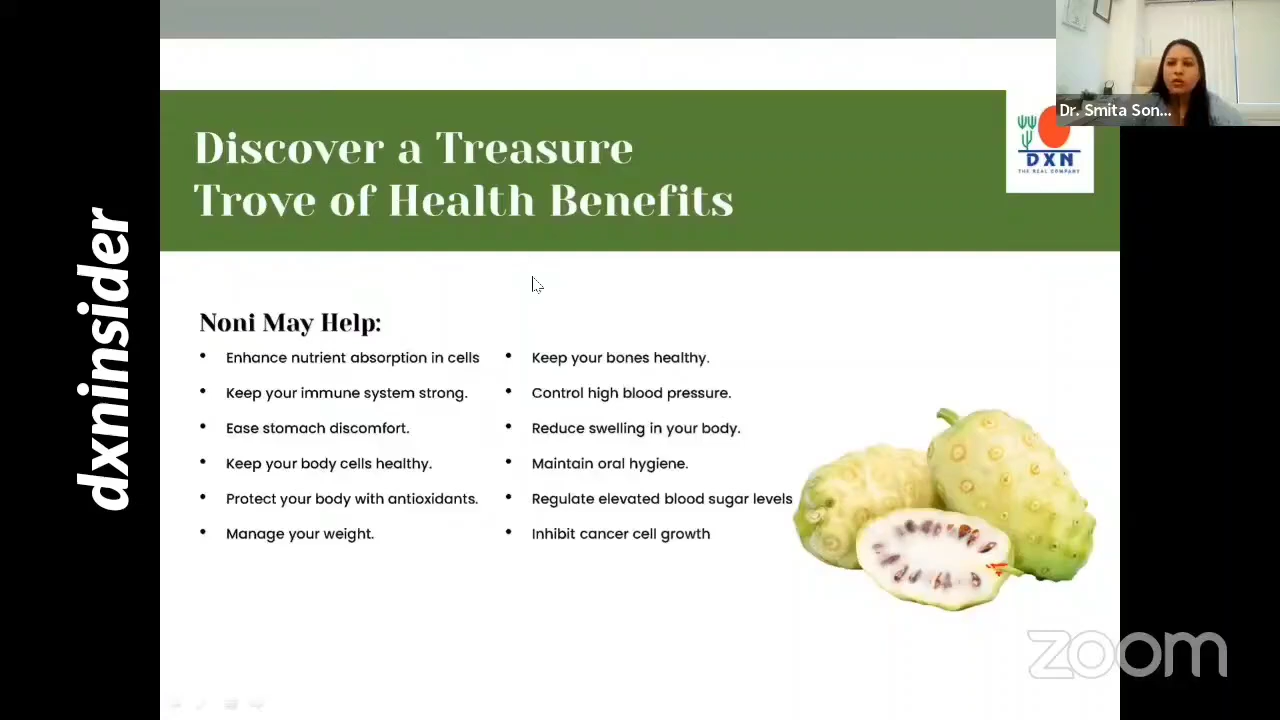 Dr. Smita Son...
Discover a Treasure
Trove of Health Benefits
DXN
THE REAL COMPANY
dxninsider
Noni May Help:
• Enhance nutrient absorption in cells
• Keep your immune system strong.
• Ease stomach discomfort.
• Keep your body cells healthy.
• Protect your body with antioxidants.
• Manage your weight.
• Keep your bones healthy.
• Control high blood pressure.
• Reduce swelling in your body.
• Maintain oral hygiene.
• Regulate elevated blood sugar levels
• Inhibit cancer cell growth
zoom